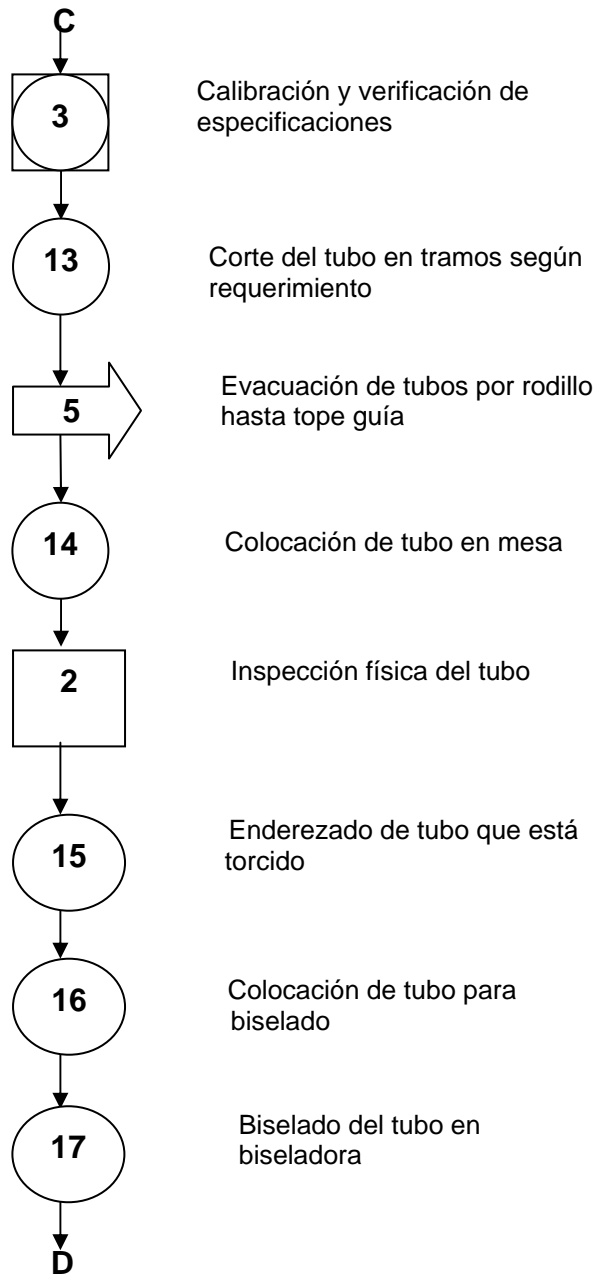 C
3
Calibración y verificación de
especificaciones
13
Corte del tubo en tramos según
requerimiento
5
Evacuación de tubos por rodillo
hasta tope guía
14
Colocación de tubo en mesa
2
Inspección física del tubo
15
Enderezado de tubo que está
torcido
16
Colocación de tubo para
biselado
17
Biselado del tubo en
biseladora
D